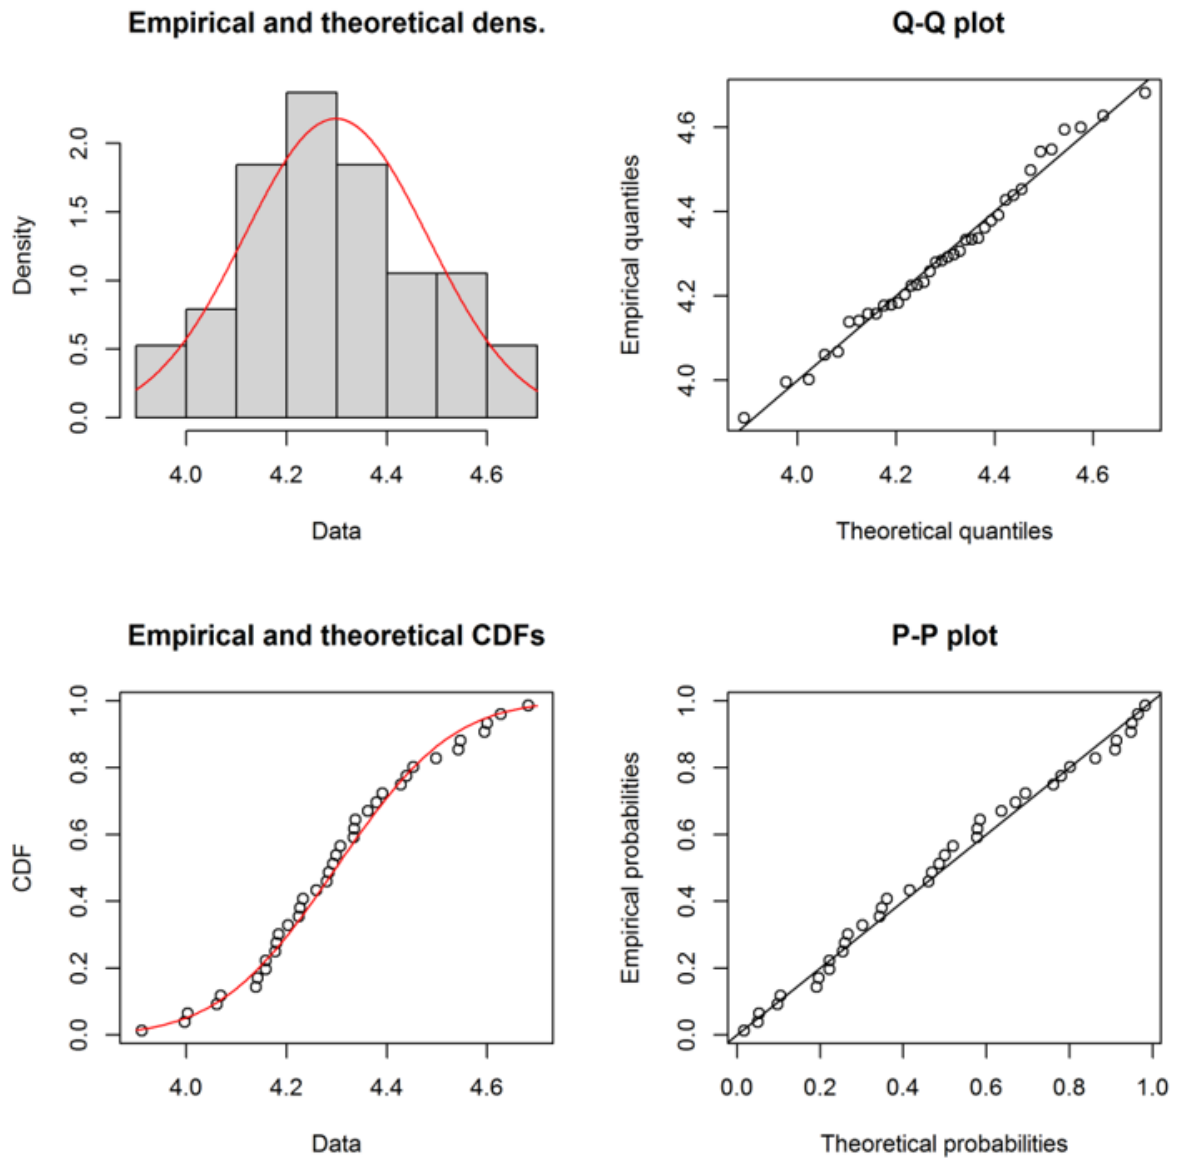 Empirical and theoretical dens.
Density
0.0 0.5 1.0 1.5 2.0
4.0 4.2 4.4 4.6
Data
Q-Q plot
Empirical quantiles
4.0 4.2 4.4 4.6
4.0 4.2 4.4 4.6
Theoretical quantiles
Empirical and theoretical CDFs
CDF
0.0 0.2 0.4 0.6 0.8 1.0
4.0 4.2 4.4 4.6
Data
P-P plot
Empirical probabilities
0.0 0.2 0.4 0.6 0.8 1.0
0.0 0.2 0.4 0.6 0.8 1.0
Theoretical probabilities